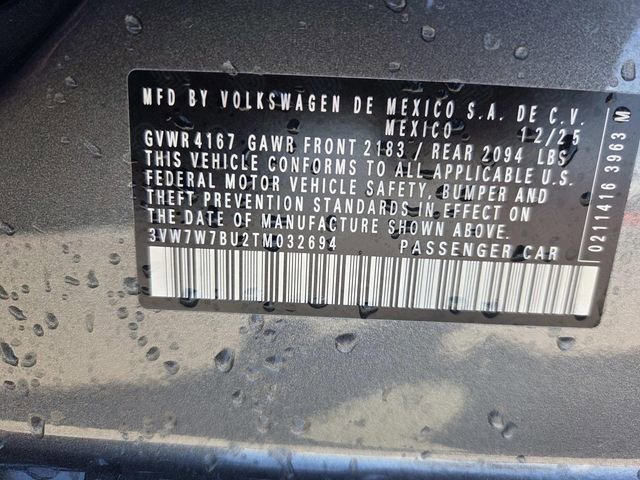 MFD BY VOLKSWAGEN DE MEXICO S.A. DE C.V.
MEXICO 12/25
GVWR 4167 GAWR FRONT 2183 / REAR 2094 LBS
THIS VEHICLE CONFORMS TO ALL APPLICABLE U.S.
FEDERAL MOTOR VEHICLE SAFETY, BUMPER AND
THEFT PREVENTION STANDARDS IN EFFECT ON
THE DATE OF MANUFACTURE SHOWN ABOVE.
3VW7W7BU2TM032694 PASSENGER CAR
0211416 3963 M